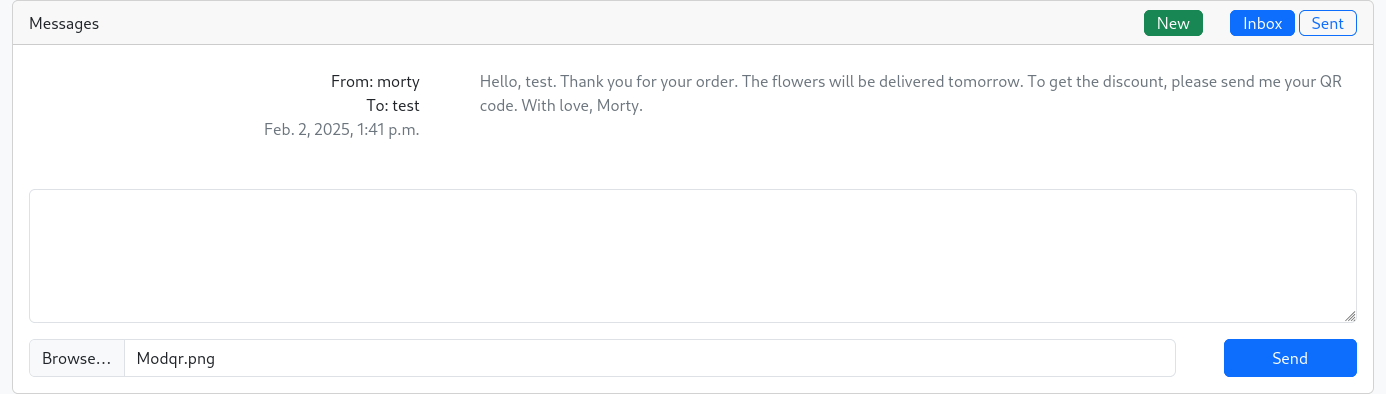 Messages
New
Inbox
Sent
From: morty
To: test
Feb. 2, 2025, 1:41 p.m.
Hello, test. Thank you for your order. The flowers will be delivered tomorrow. To get the discount, please send me your QR
code. With love, Morty.
Browse...
Modqr.png
Send